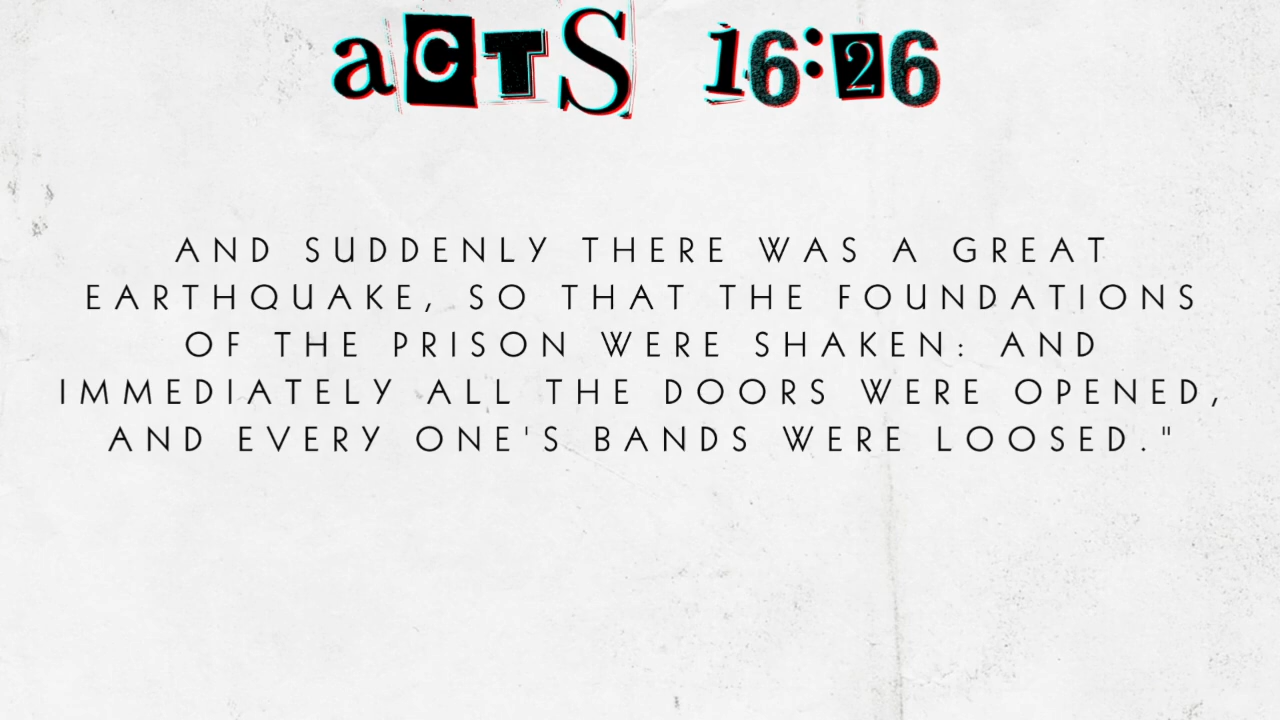 aCTS 16:26
AND SUDDENLY THERE WAS A GREAT
EARTHQUAKE, SO THAT THE FOUNDATIONS
OF THE PRISON WERE SHAKEN: AND
IMMEDIATELY ALL THE DOORS WERE OPENED,
AND EVERY ONE'S BANDS WERE LOOSED."